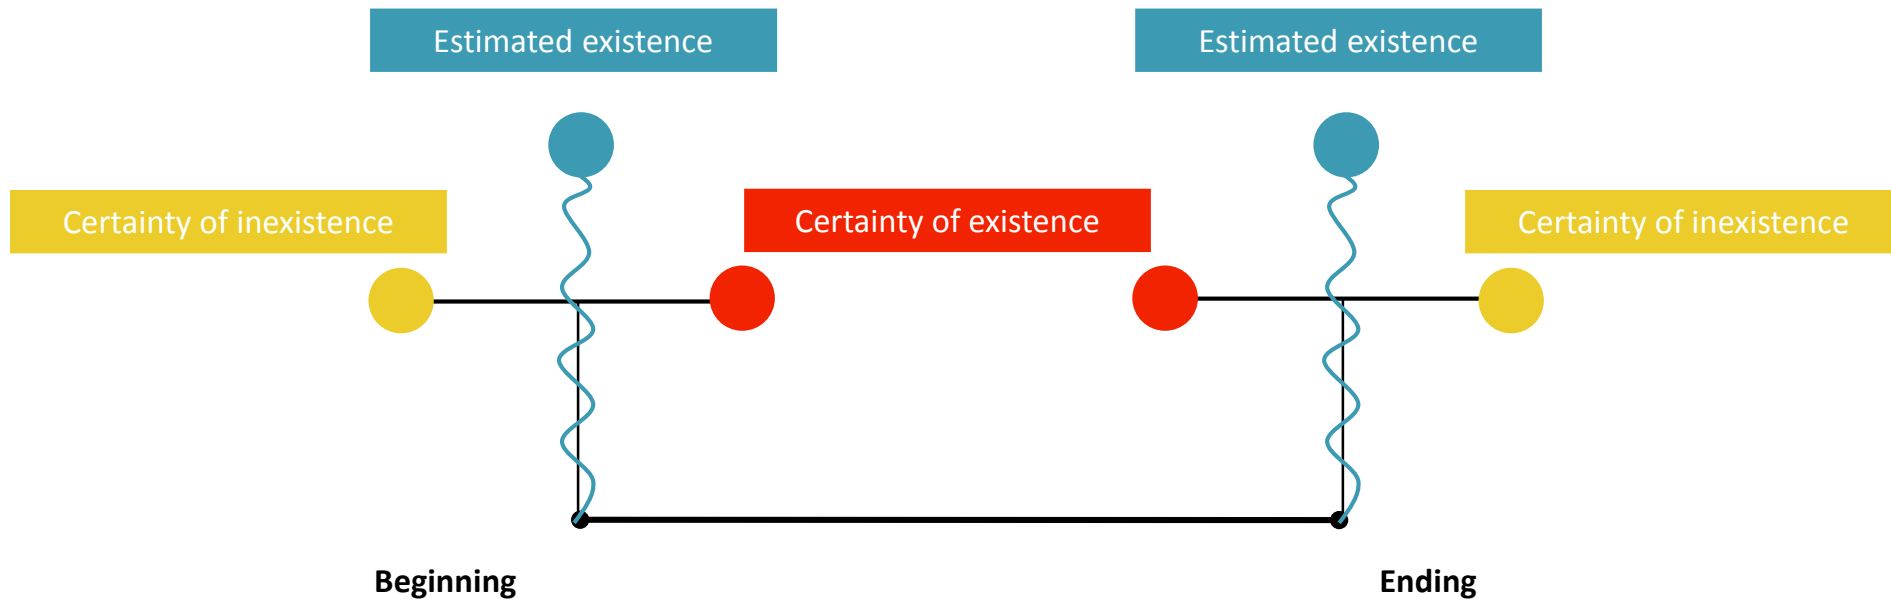 Estimated existence
Estimated existence
Certainty of inexistence
Certainty of existence
Certainty of inexistence
Beginning
Ending